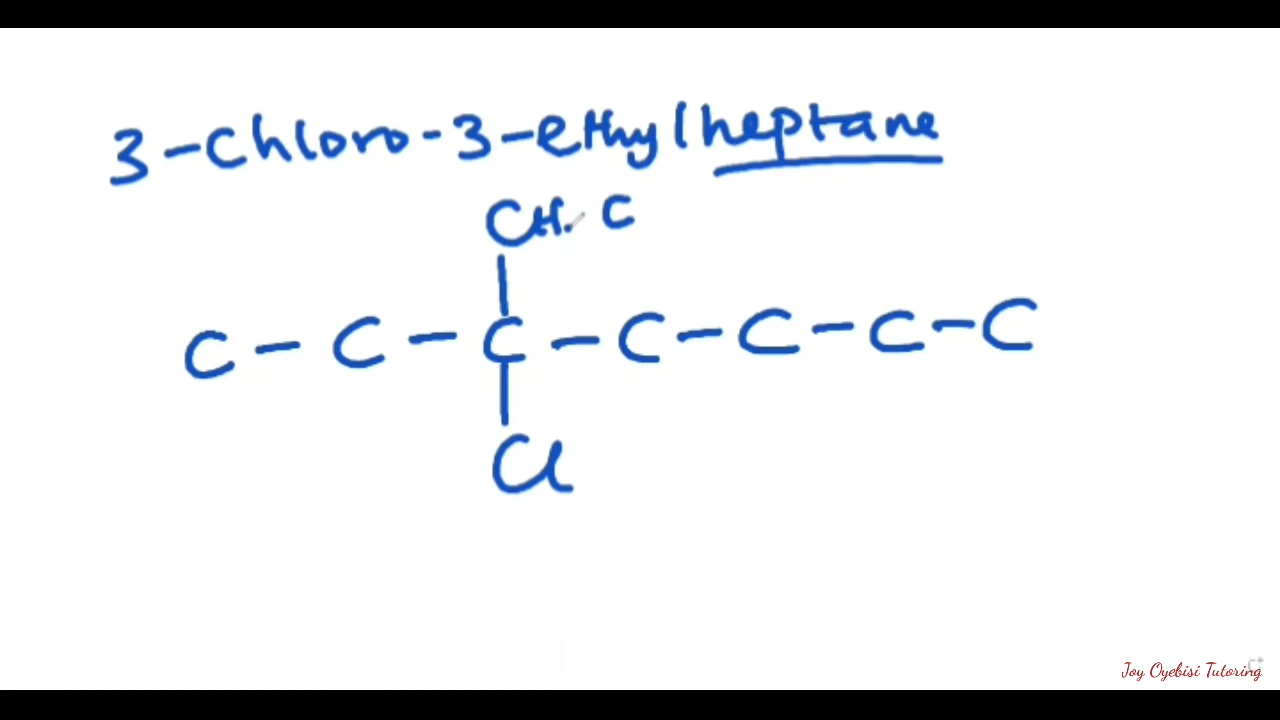 3-chloro-3-ethylheptane
CH. C
C - C - C - C - C - C - C
Cl
Joy Oyebisi Tutoring